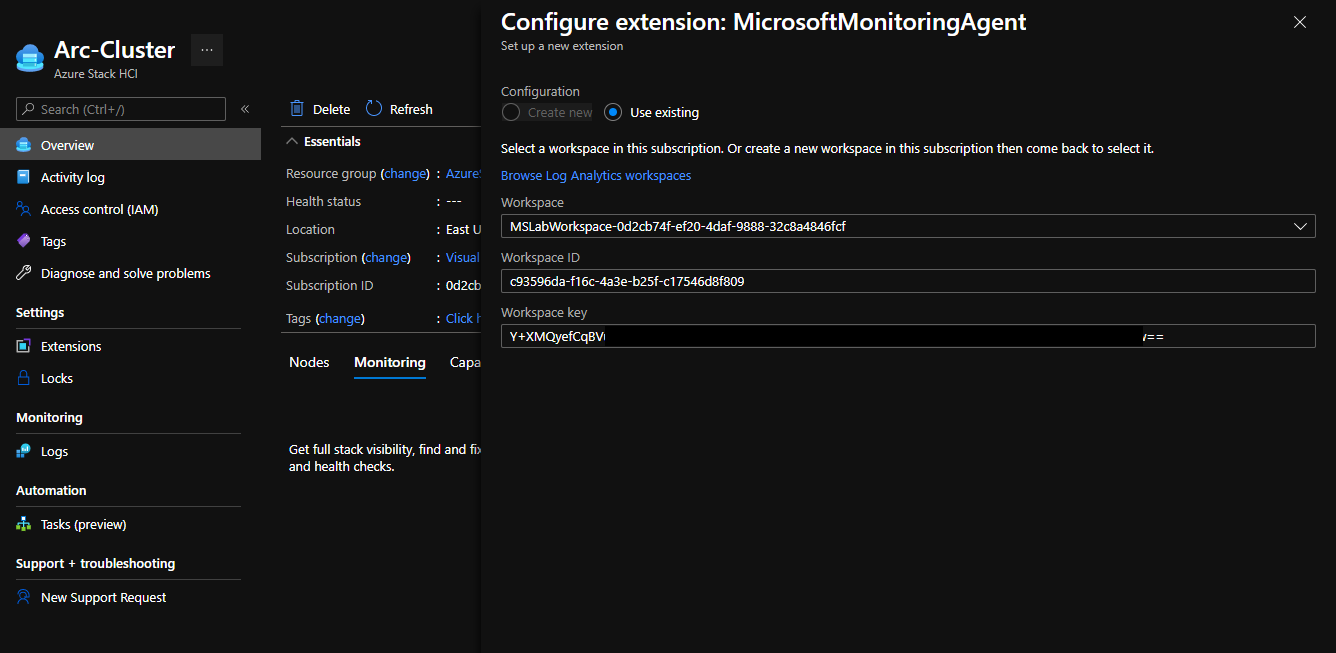 Arc-Cluster
...
Azure Stack HCI
Search (Ctrl+/)
«
Overview
Activity log
Access control (IAM)
Tags
Diagnose and solve problems
Settings
Extensions
Locks
Monitoring
Logs
Automation
Tasks (preview)
Support + troubleshooting
New Support Request
Delete Refresh
Essentials
Resource group (change) : Azure
Health status : ---
Location : East U
Subscription (change) : Visual
Subscription ID : 0d2cb
Tags (change) : Click h
Nodes Monitoring Capa
Get full stack visibility, find and fix
and health checks.
Configure extension: MicrosoftMonitoringAgent
Set up a new extension
Configuration
Create new Use existing
Select a workspace in this subscription. Or create a new workspace in this subscription then come back to select it.
Browse Log Analytics workspaces
Workspace
MSLabWorkspace-0d2cb74f-ef20-4daf-9888-32c8a4846fcf
Workspace ID
c93596da-f16c-4a3e-b25f-c17546d8f809
Workspace key
Y+XMQyefCqBV ==